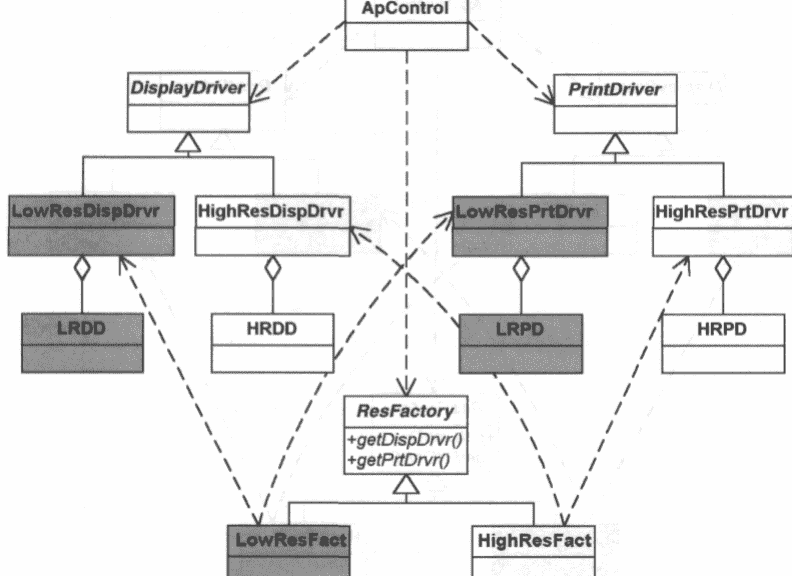 ApControl
DisplayDriver
PrintDriver
LowResDispDrvr
HighResDispDrvr
LowResPrtDrvr
HighResPrtDrvr
LRDD
HRDD
LRPD
HRPD
ResFactory
+getDispDrvr()
+getPrtDrvr()
LowResFact
HighResFact